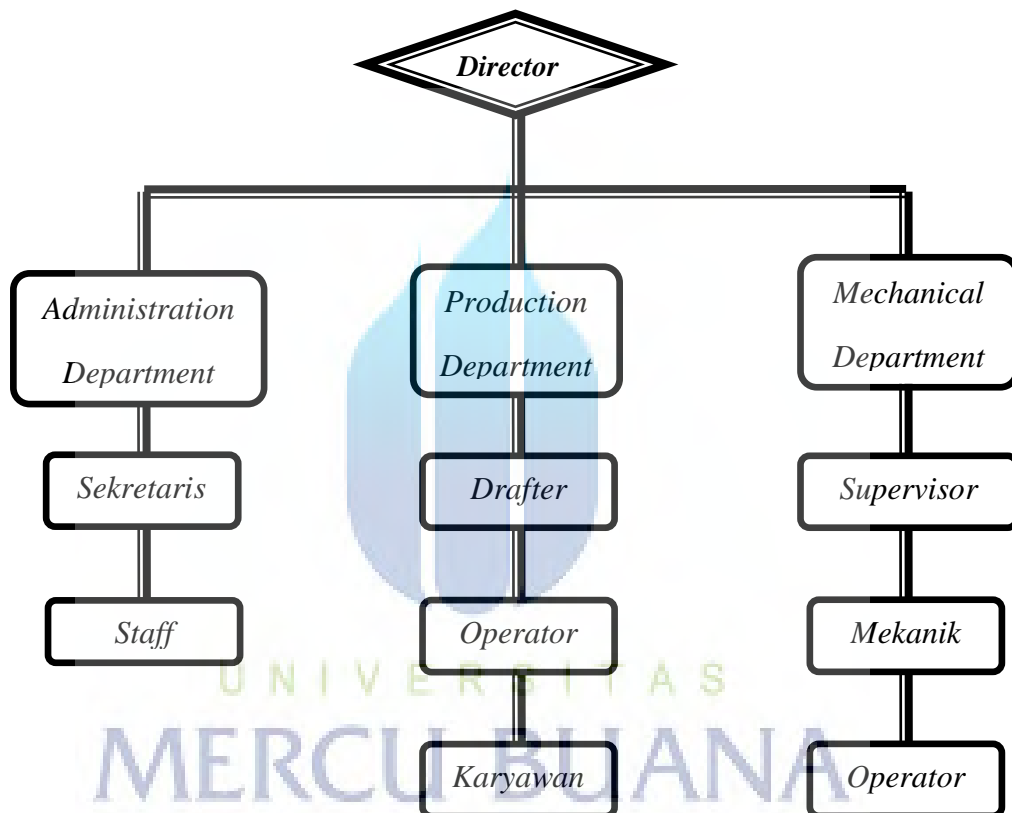 Director
Administration
Department
Production
Department
Mechanical
Department
Sekretaris
Drafter
Supervisor
Staff
Operator
Mekanik
UNIVERSITAS
MERCU BUANA
Karyawan
Operator